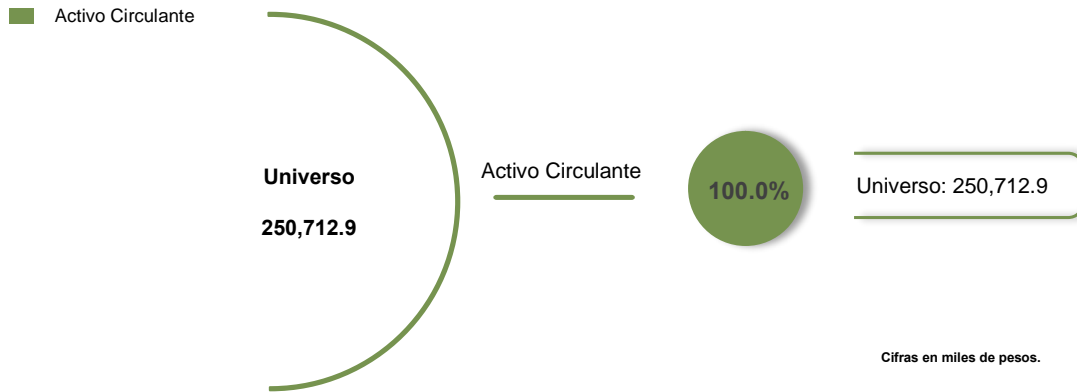 Activo Circulante
Universo
250,712.9
Activo Circulante
100.0%
Universo: 250,712.9
Cifras en miles de pesos.